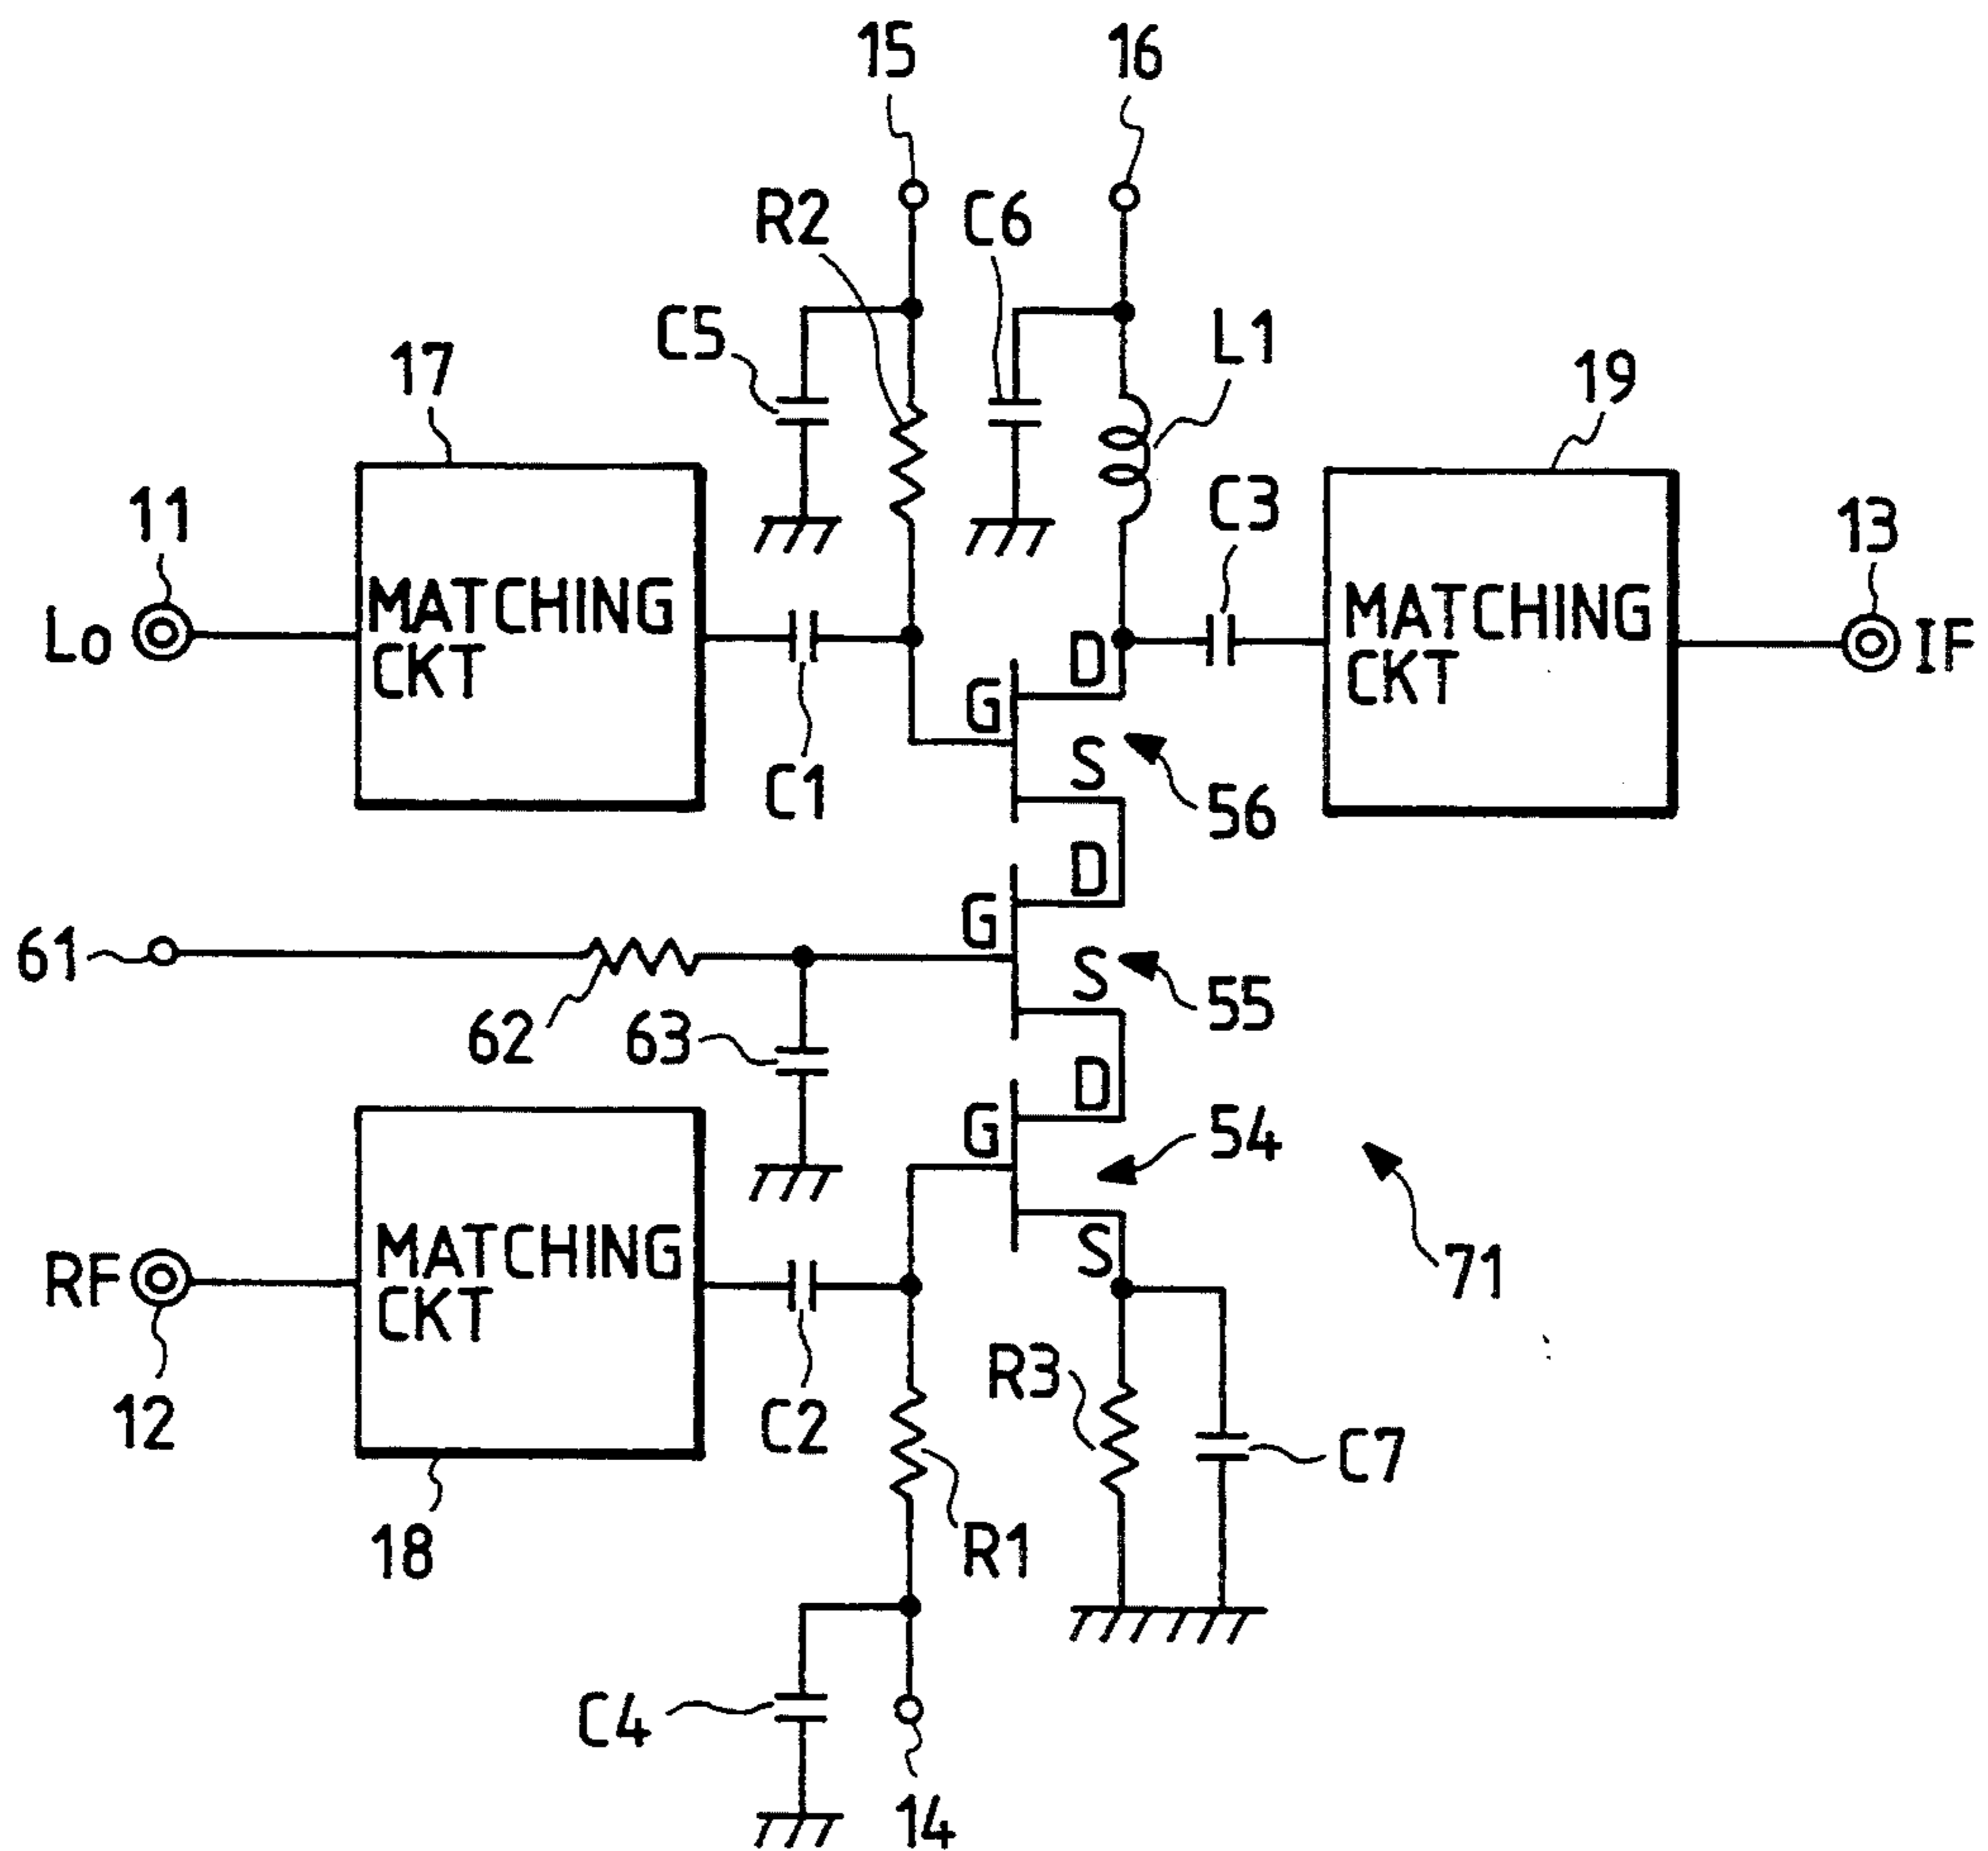 15
16
R2
C6
C5
L1
17
19
11
C3
13
Lo
MATCHING
CKT
D
MATCHING
CKT
IF
G
S
C1
56
D
G
61
S
55
62
63
D
G
54
RF
MATCHING
CKT
S
71
12
C2
R3
C7
18
R1
C4
14